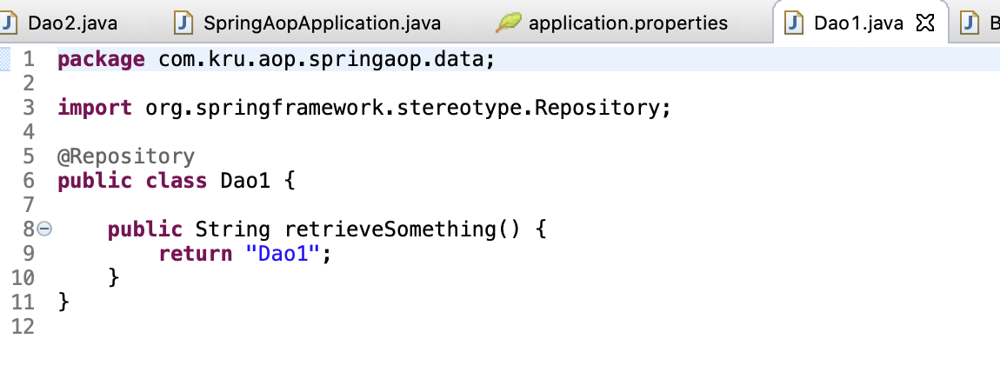 Dao2.java SpringAopApplication.java application.properties Dao1.java B
1 package com.kru.aop.springaop.data;
2
3 import org.springframework.stereotype.Repository;
4
5 @Repository
6 public class Dao1 {
7
8 public String retrieveSomething() {
9 return "Dao1";
10 }
11 }
12